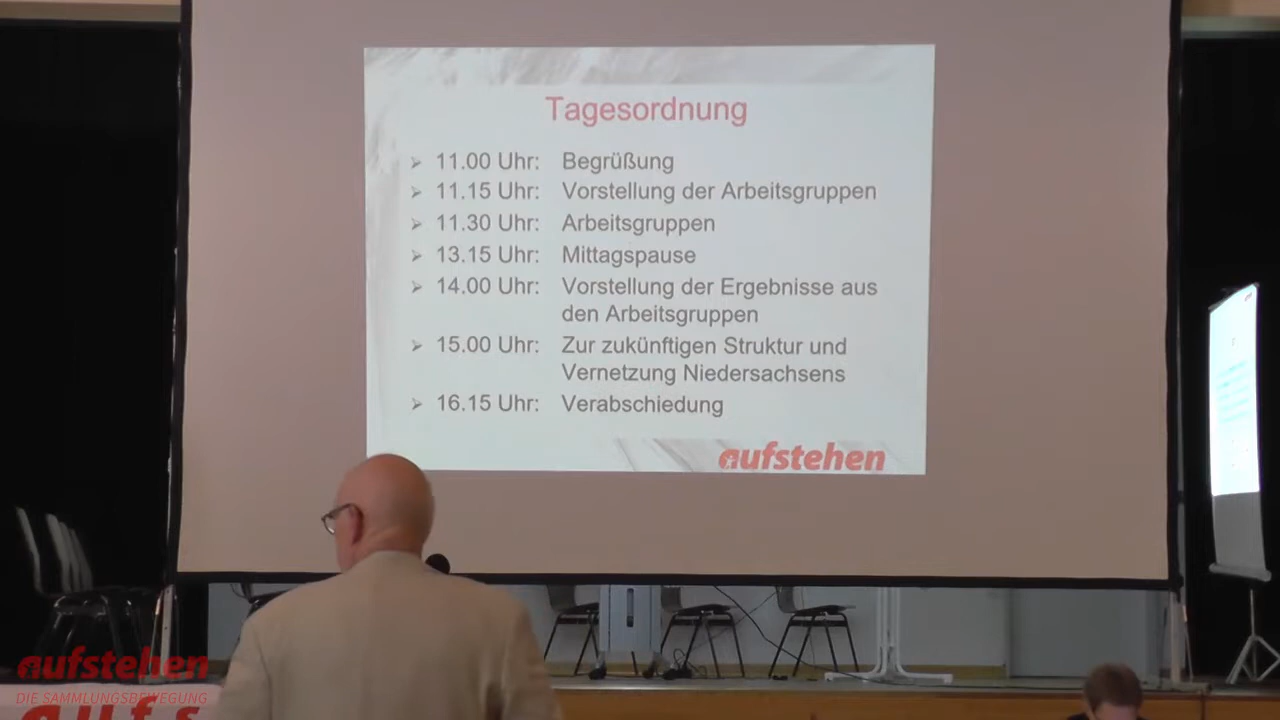 Tagesordnung
➢ 11.00 Uhr: Begrüßung
➢ 11.15 Uhr: Vorstellung der Arbeitsgruppen
➢ 11.30 Uhr: Arbeitsgruppen
➢ 13.15 Uhr: Mittagspause
➢ 14.00 Uhr: Vorstellung der Ergebnisse aus
den Arbeitsgruppen
➢ 15.00 Uhr: Zur zukünftigen Struktur und
Vernetzung Niedersachsens
➢ 16.15 Uhr: Verabschiedung
aufstehen
aufstehen
DIE SAMMLUNGSBEWEGUNG
aufs